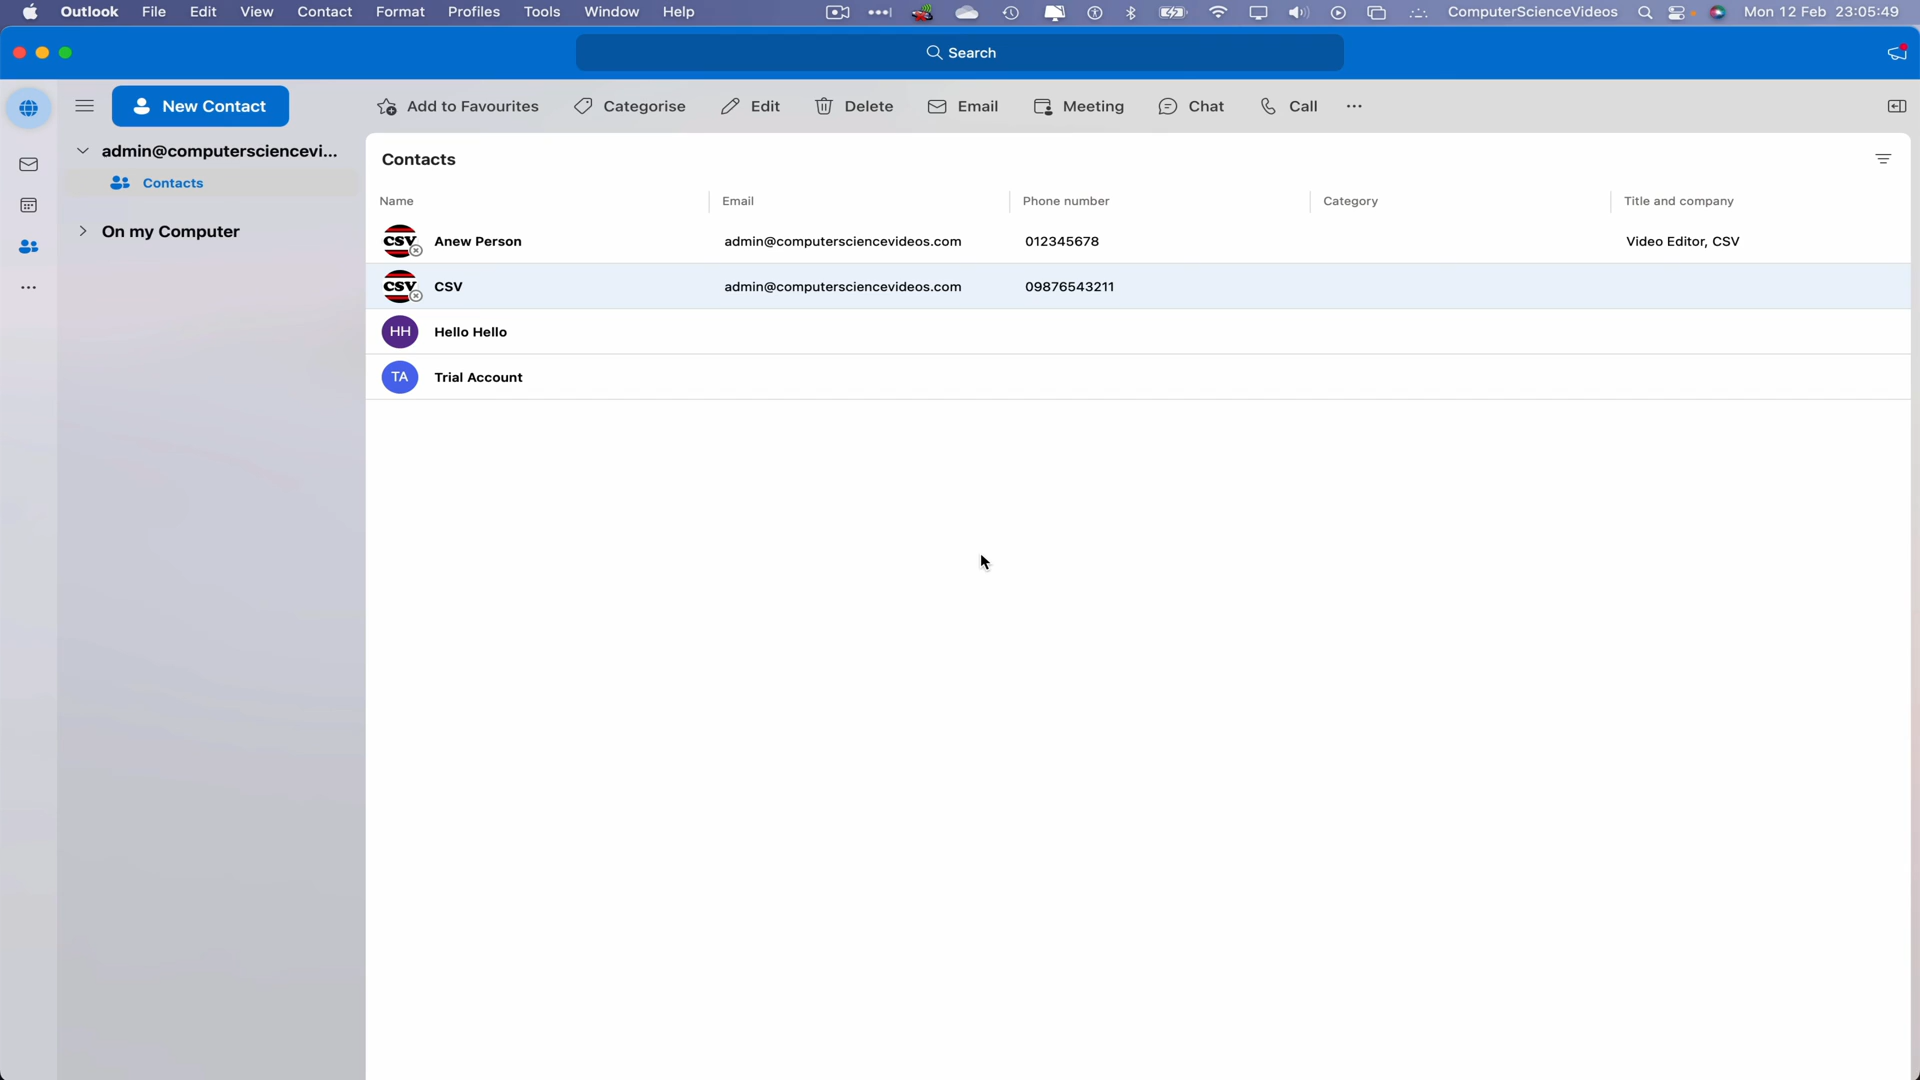 Outlook File Edit View Contact Format Profiles Tools Window Help ComputerScienceVideos Mon 12 Feb 23:05:49
Search
New Contact Add to Favourites Categorise Edit Delete Email Meeting Chat Call
admin@computersciencevi...
Contacts
On my Computer
Contacts
Name Email Phone number Category Title and company
CSV Anew Person admin@computersciencevideos.com 012345678 Video Editor, CSV
CSV CSV admin@computersciencevideos.com 09876543211
HH Hello Hello
TA Trial Account